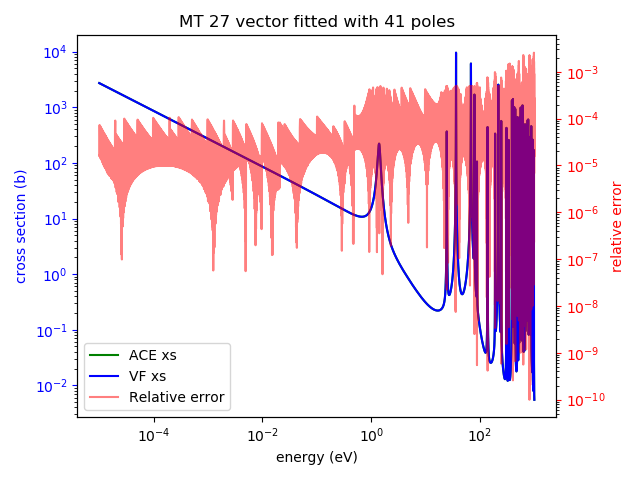 MT 27 vector fitted with 41 poles
10^4
10^3
10^2
10^1
10^0
10^-1
10^-2
cross section (b)
10^-3
10^-4
10^-5
10^-6
10^-7
10^-8
10^-9
10^-10
relative error
ACE xs
VF xs
Relative error
10^-4
10^-2
10^0
10^2
energy (eV)